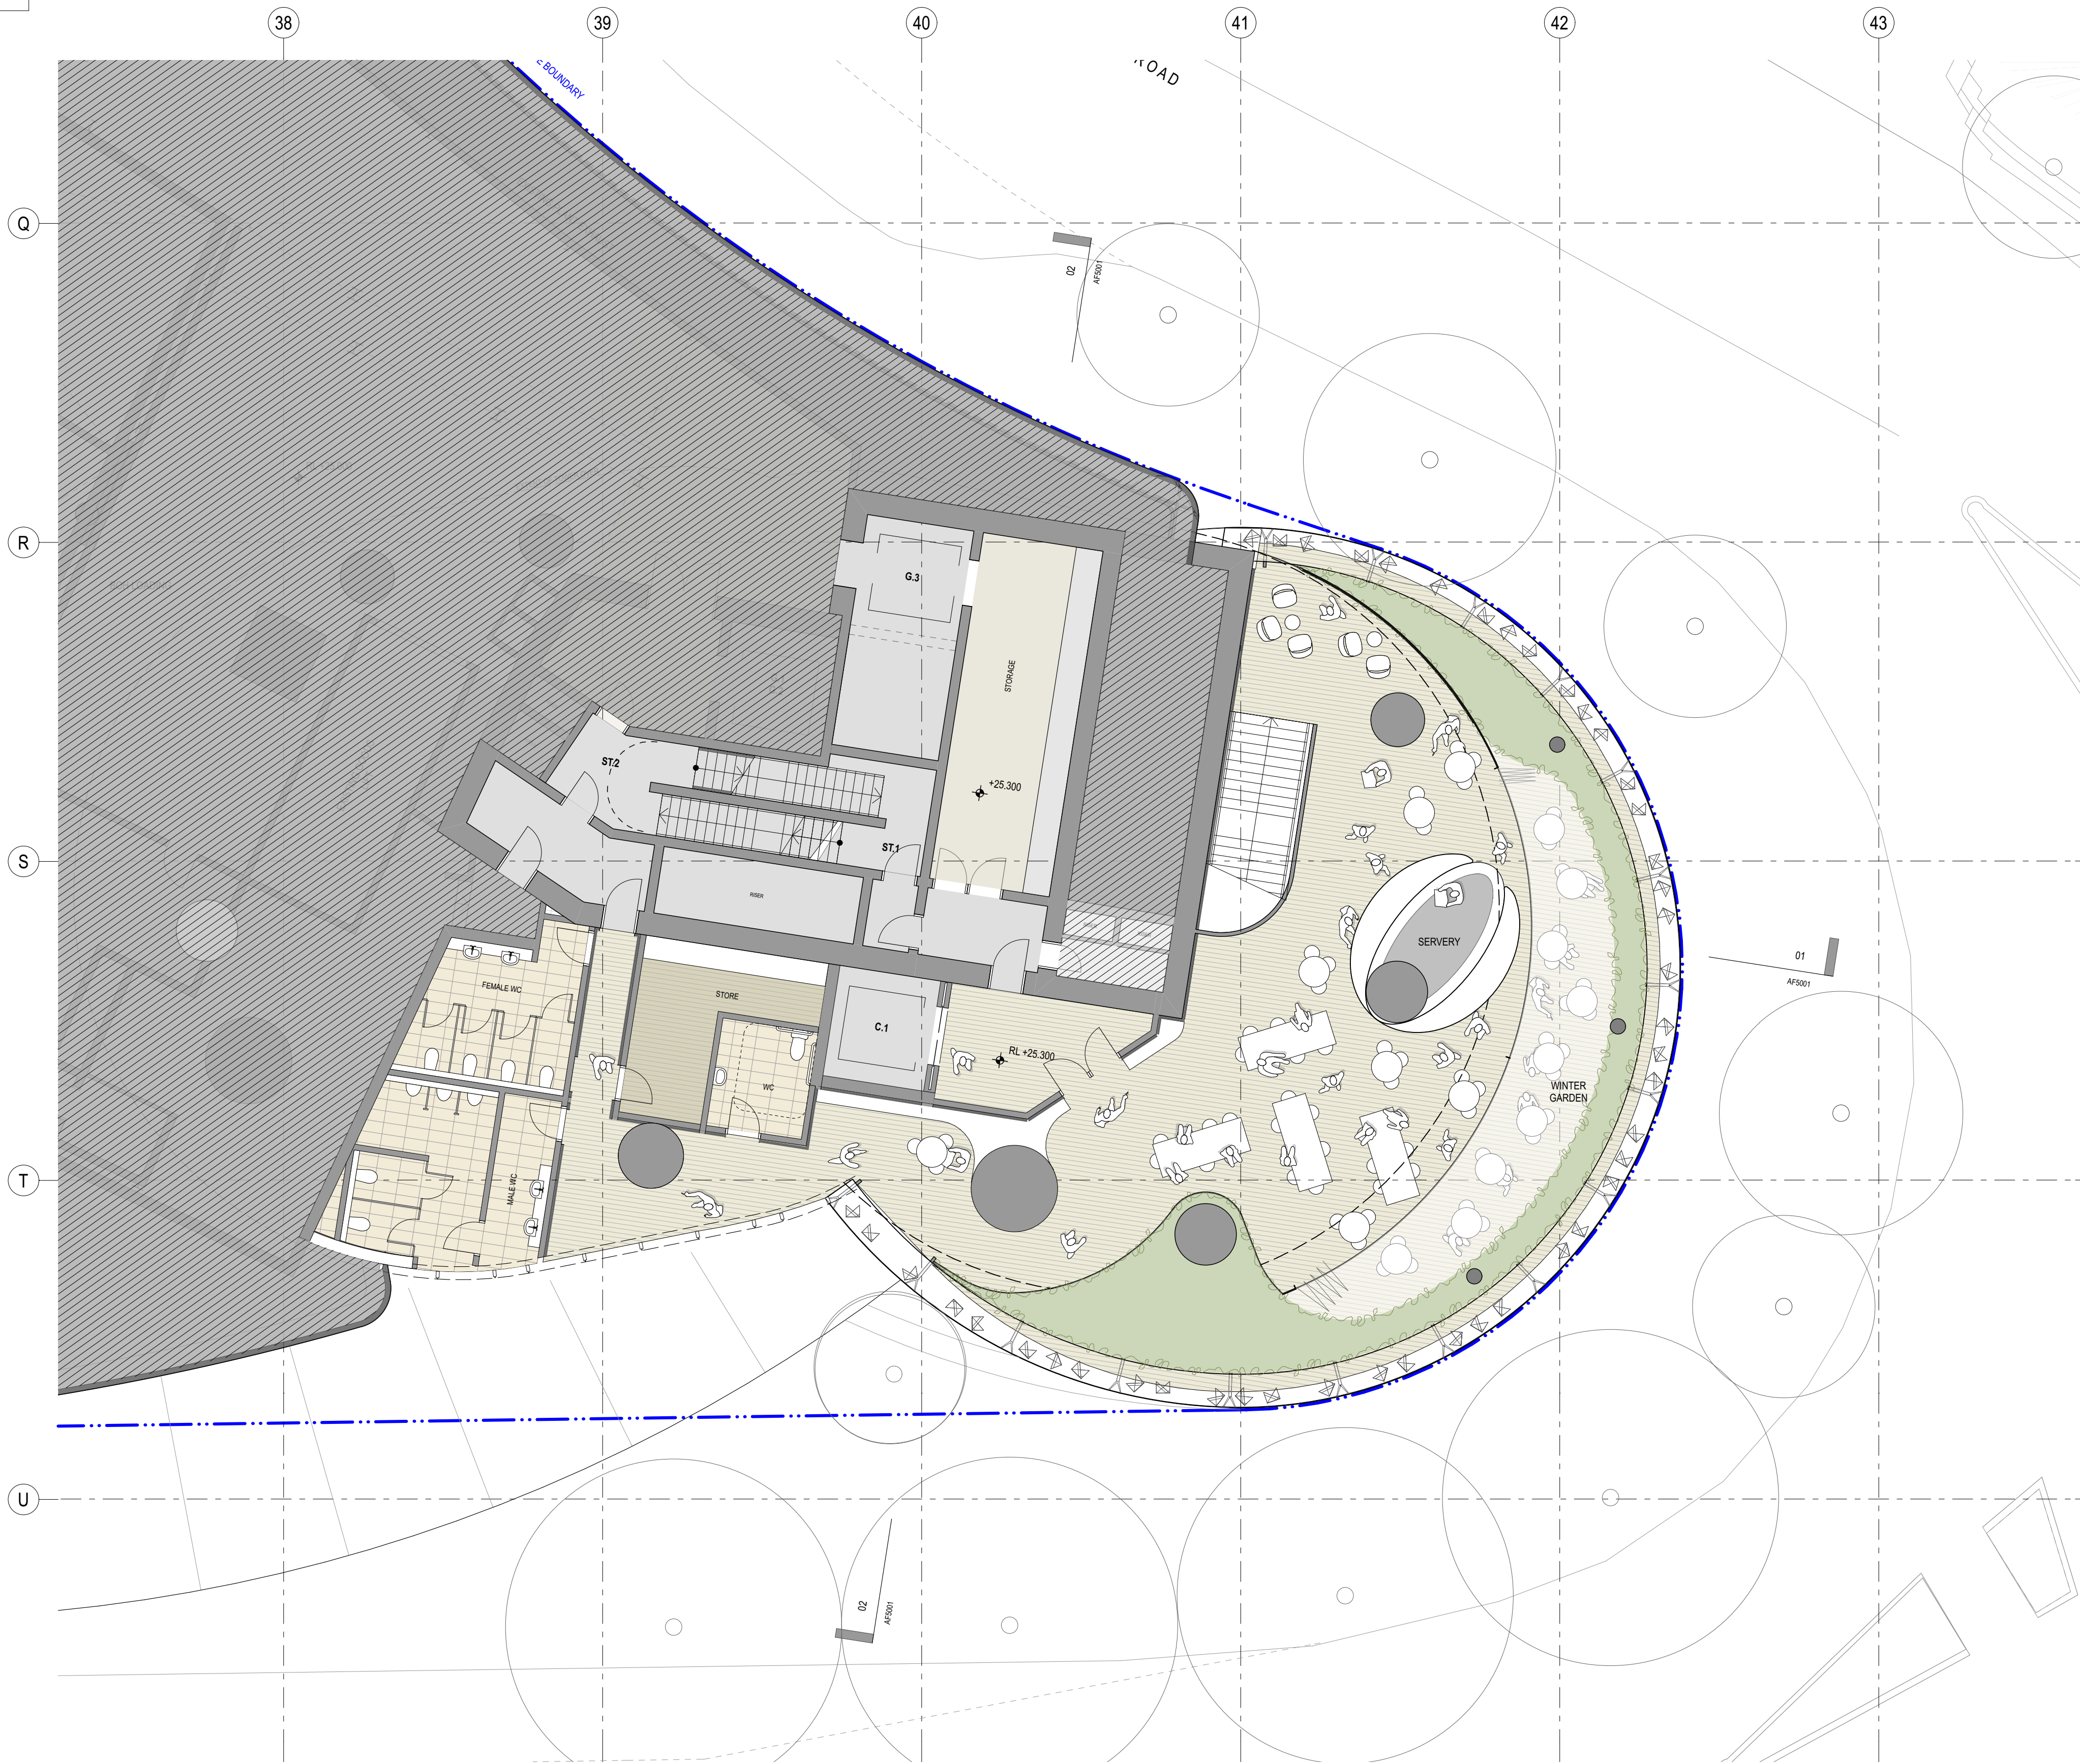 38
39
40
41
42
43
BOUNDARY
Q
02
AF5001
R
G.3
STORAGE
ST.2
+25.300
S
ST.1
RISER
SERVERY
01
AF5001
FEMALE WC
STORE
C.1
RL +25.300
WC
WINTER
GARDEN
T
MALE WC
U
02
AF5001